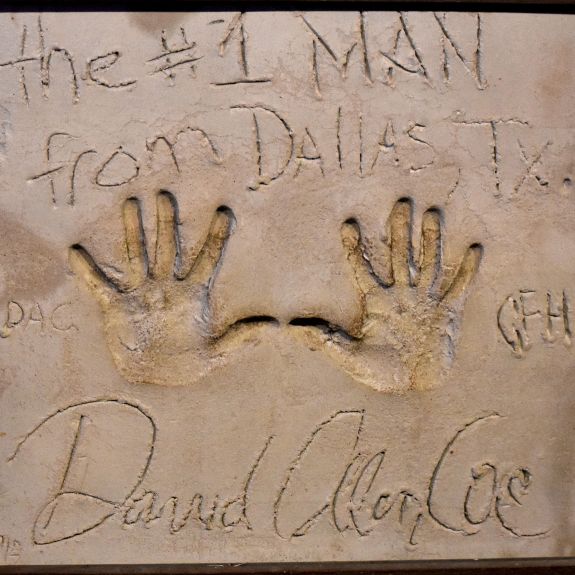 the #1 MAN
from DALLAS, Tx.
DAC
CFH
David Allan Coe